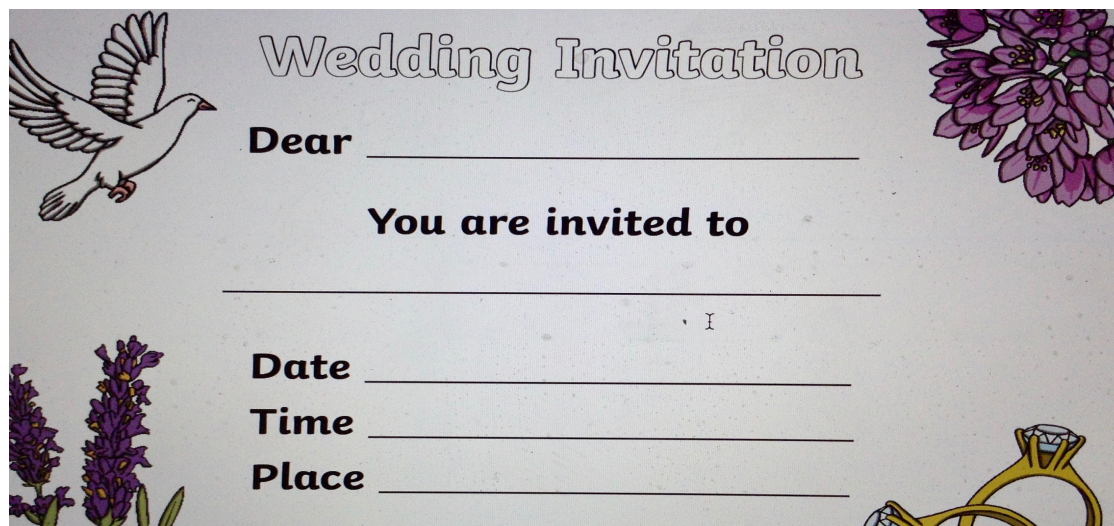 Wedding Invitation
Dear
You are invited to
Date
Time
Place